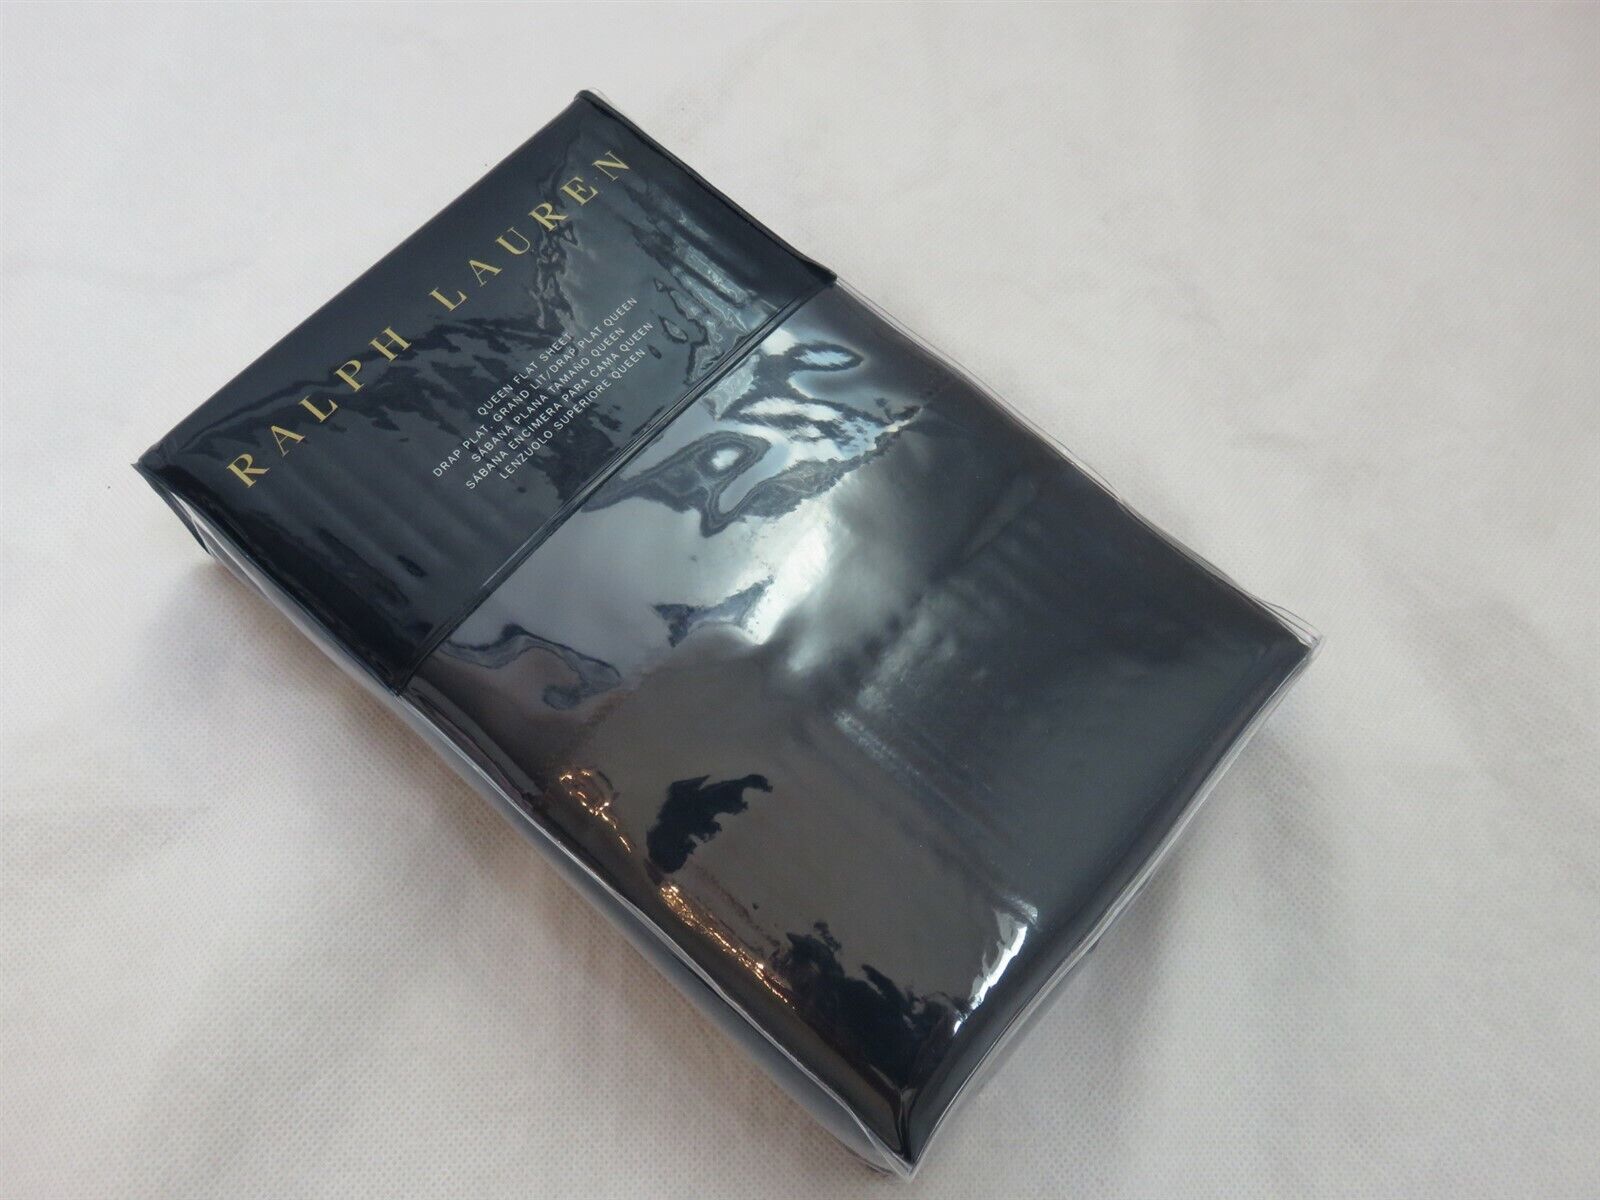 RALPH LAUREN
QUEEN FLAT SHEET
DRAP PLAT. GRAND LIT/DRAP PLAT QUEEN
SÁBANA PLANA TAMAÑO QUEEN
SÁBANA ENCIMERA PARA CAMA QUEEN
LENZUOLO SUPERIORE QUEEN